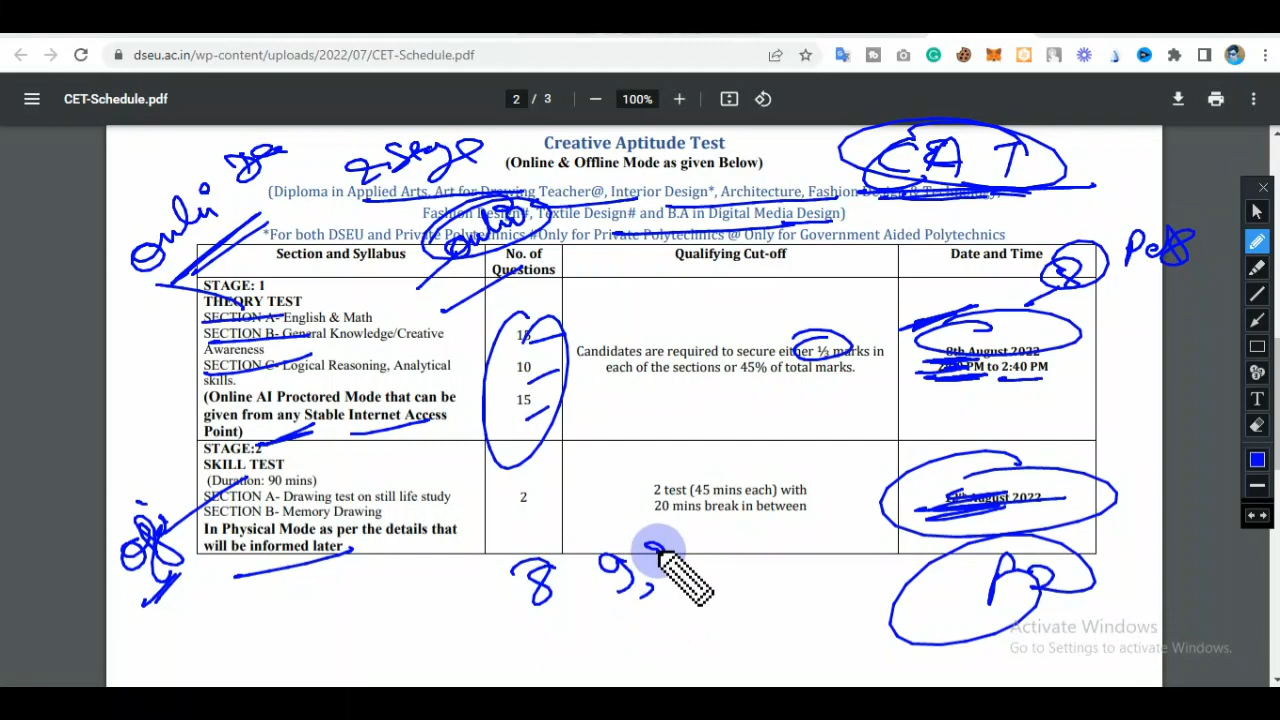 dseu.ac.in/wp-content/uploads/2022/07/CET-Schedule.pdf
CET-Schedule.pdf
2 / 3
100%
Creative Aptitude Test
(Online & Offline Mode as given Below)
CAT
2-stage
(Diploma in Applied Arts, Art for Drawing Teacher@, Interior Design*, Architecture, Fashion Design & Technology,
Fashion Design#, Textile Design# and B.A in Digital Media Design)
*For both DSEU and Private Polytechnics #Only for Private Polytechnics @ Only for Government Aided Polytechnics
Section and Syllabus
No. of
Questions
Qualifying Cut-off
Date and Time
STAGE: 1
THEORY TEST
SECTION A- English & Math
SECTION B- General Knowledge/Creative
Awareness
SECTION C- Logical Reasoning, Analytical
skills.
(Online AI Proctored Mode that can be
given from any Stable Internet Access
Point)
15
10
15
Candidates are required to secure either ⅓ marks in
each of the sections or 45% of total marks.
8th August 2022
PM to 2:40 PM
STAGE:2
SKILL TEST
(Duration: 90 mins)
SECTION A- Drawing test on still life study
SECTION B- Memory Drawing
In Physical Mode as per the details that
will be informed later
2
2 test (45 mins each) with
20 mins break in between
August 2022
8 9,
Activate Windows
Go to Settings to activate Windows.